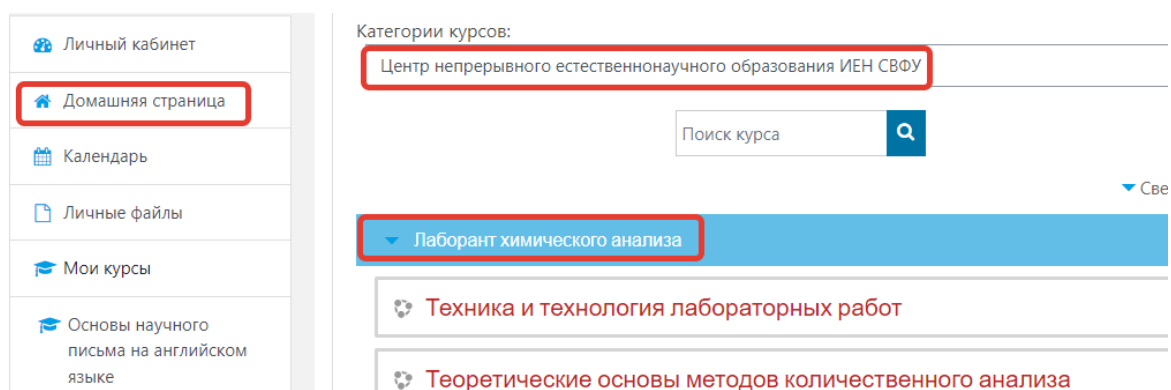 Личный кабинет
Домашняя страница
Календарь
Личные файлы
Мои курсы
Основы научного
письма на английском
языке
Категории курсов:
Центр непрерывного естественнонаучного образования ИЕН СВФУ
Поиск курса
Све
Лаборант химического анализа
Техника и технология лабораторных работ
Теоретические основы методов количественного анализа